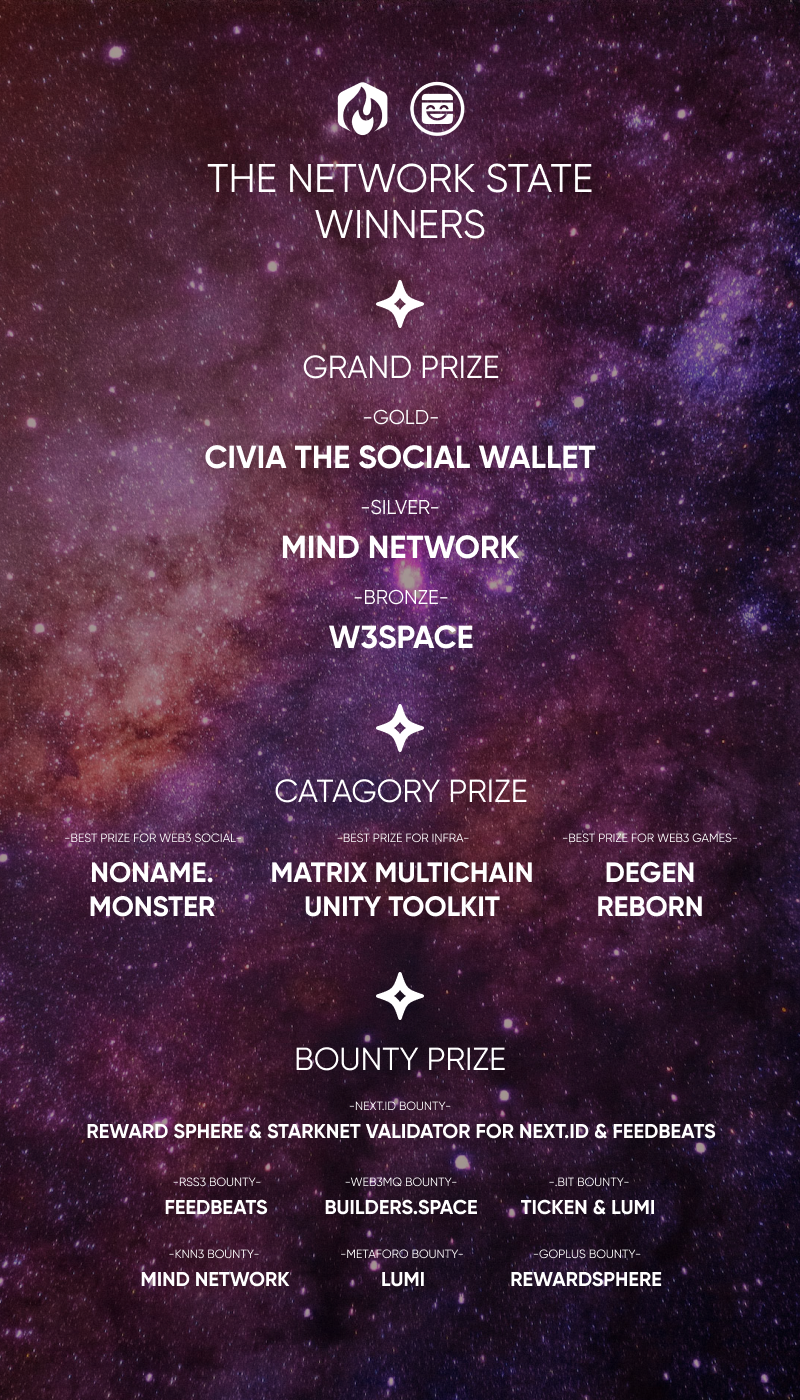 THE NETWORK STATE
WINNERS
GRAND PRIZE
-GOLD-
CIVIA THE SOCIAL WALLET
-SILVER-
MIND NETWORK
-BRONZE-
W3SPACE
CATAGORY PRIZE
-BEST PRIZE FOR WEB3 SOCIAL-
NONAME.
MONSTER
-BEST PRIZE FOR INFRA-
MATRIX MULTICHAIN
UNITY TOOLKIT
-BEST PRIZE FOR WEB3 GAMES-
DEGEN
REBORN
BOUNTY PRIZE
-NEXT.ID BOUNTY-
REWARD SPHERE & STARKNET VALIDATOR FOR NEXT.ID & FEEDBEATS
-RSS3 BOUNTY-
FEEDBEATS
-WEB3MQ BOUNTY-
BUILDERS.SPACE
-.BIT BOUNTY-
TICKEN & LUMI
-KNN3 BOUNTY-
MIND NETWORK
-METAFORO BOUNTY-
LUMI
-GOPLUS BOUNTY-
REWARDSPHERE